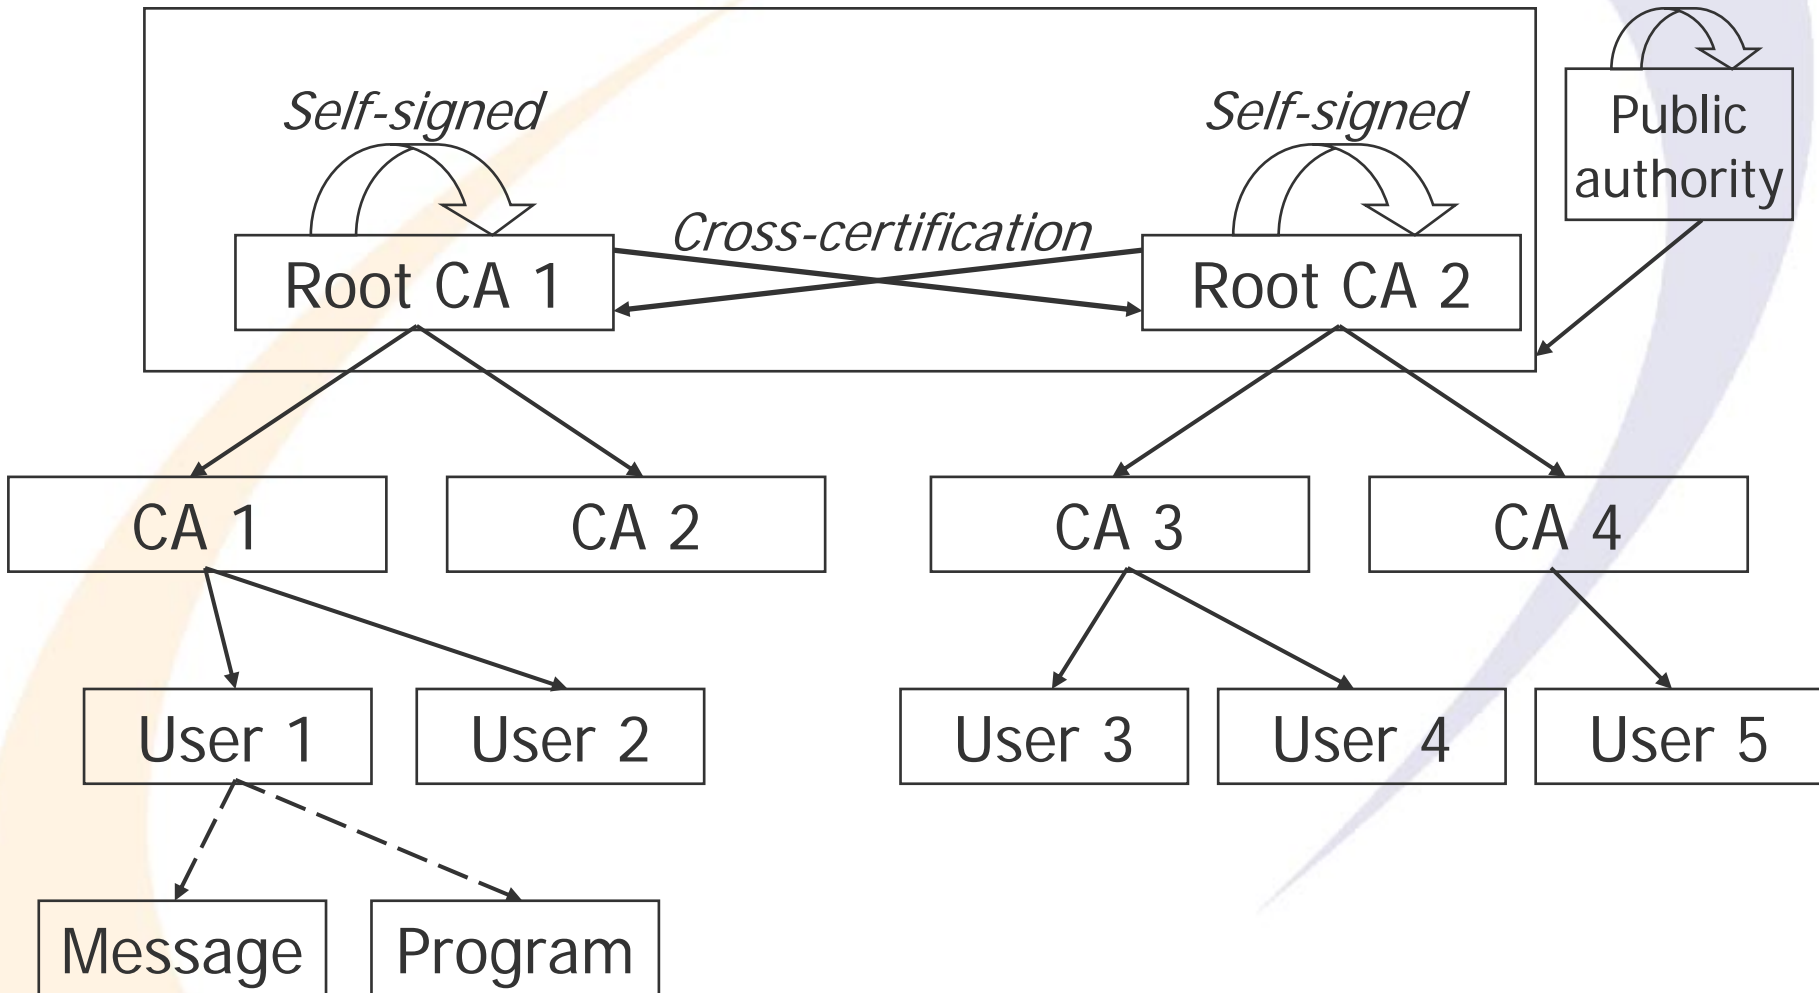 Self-signed
Self-signed
Public
authority
Cross-certification
Root CA 1
Root CA 2
CA 1
CA 2
CA 3
CA 4
User 1
User 2
User 3
User 4
User 5
Message
Program